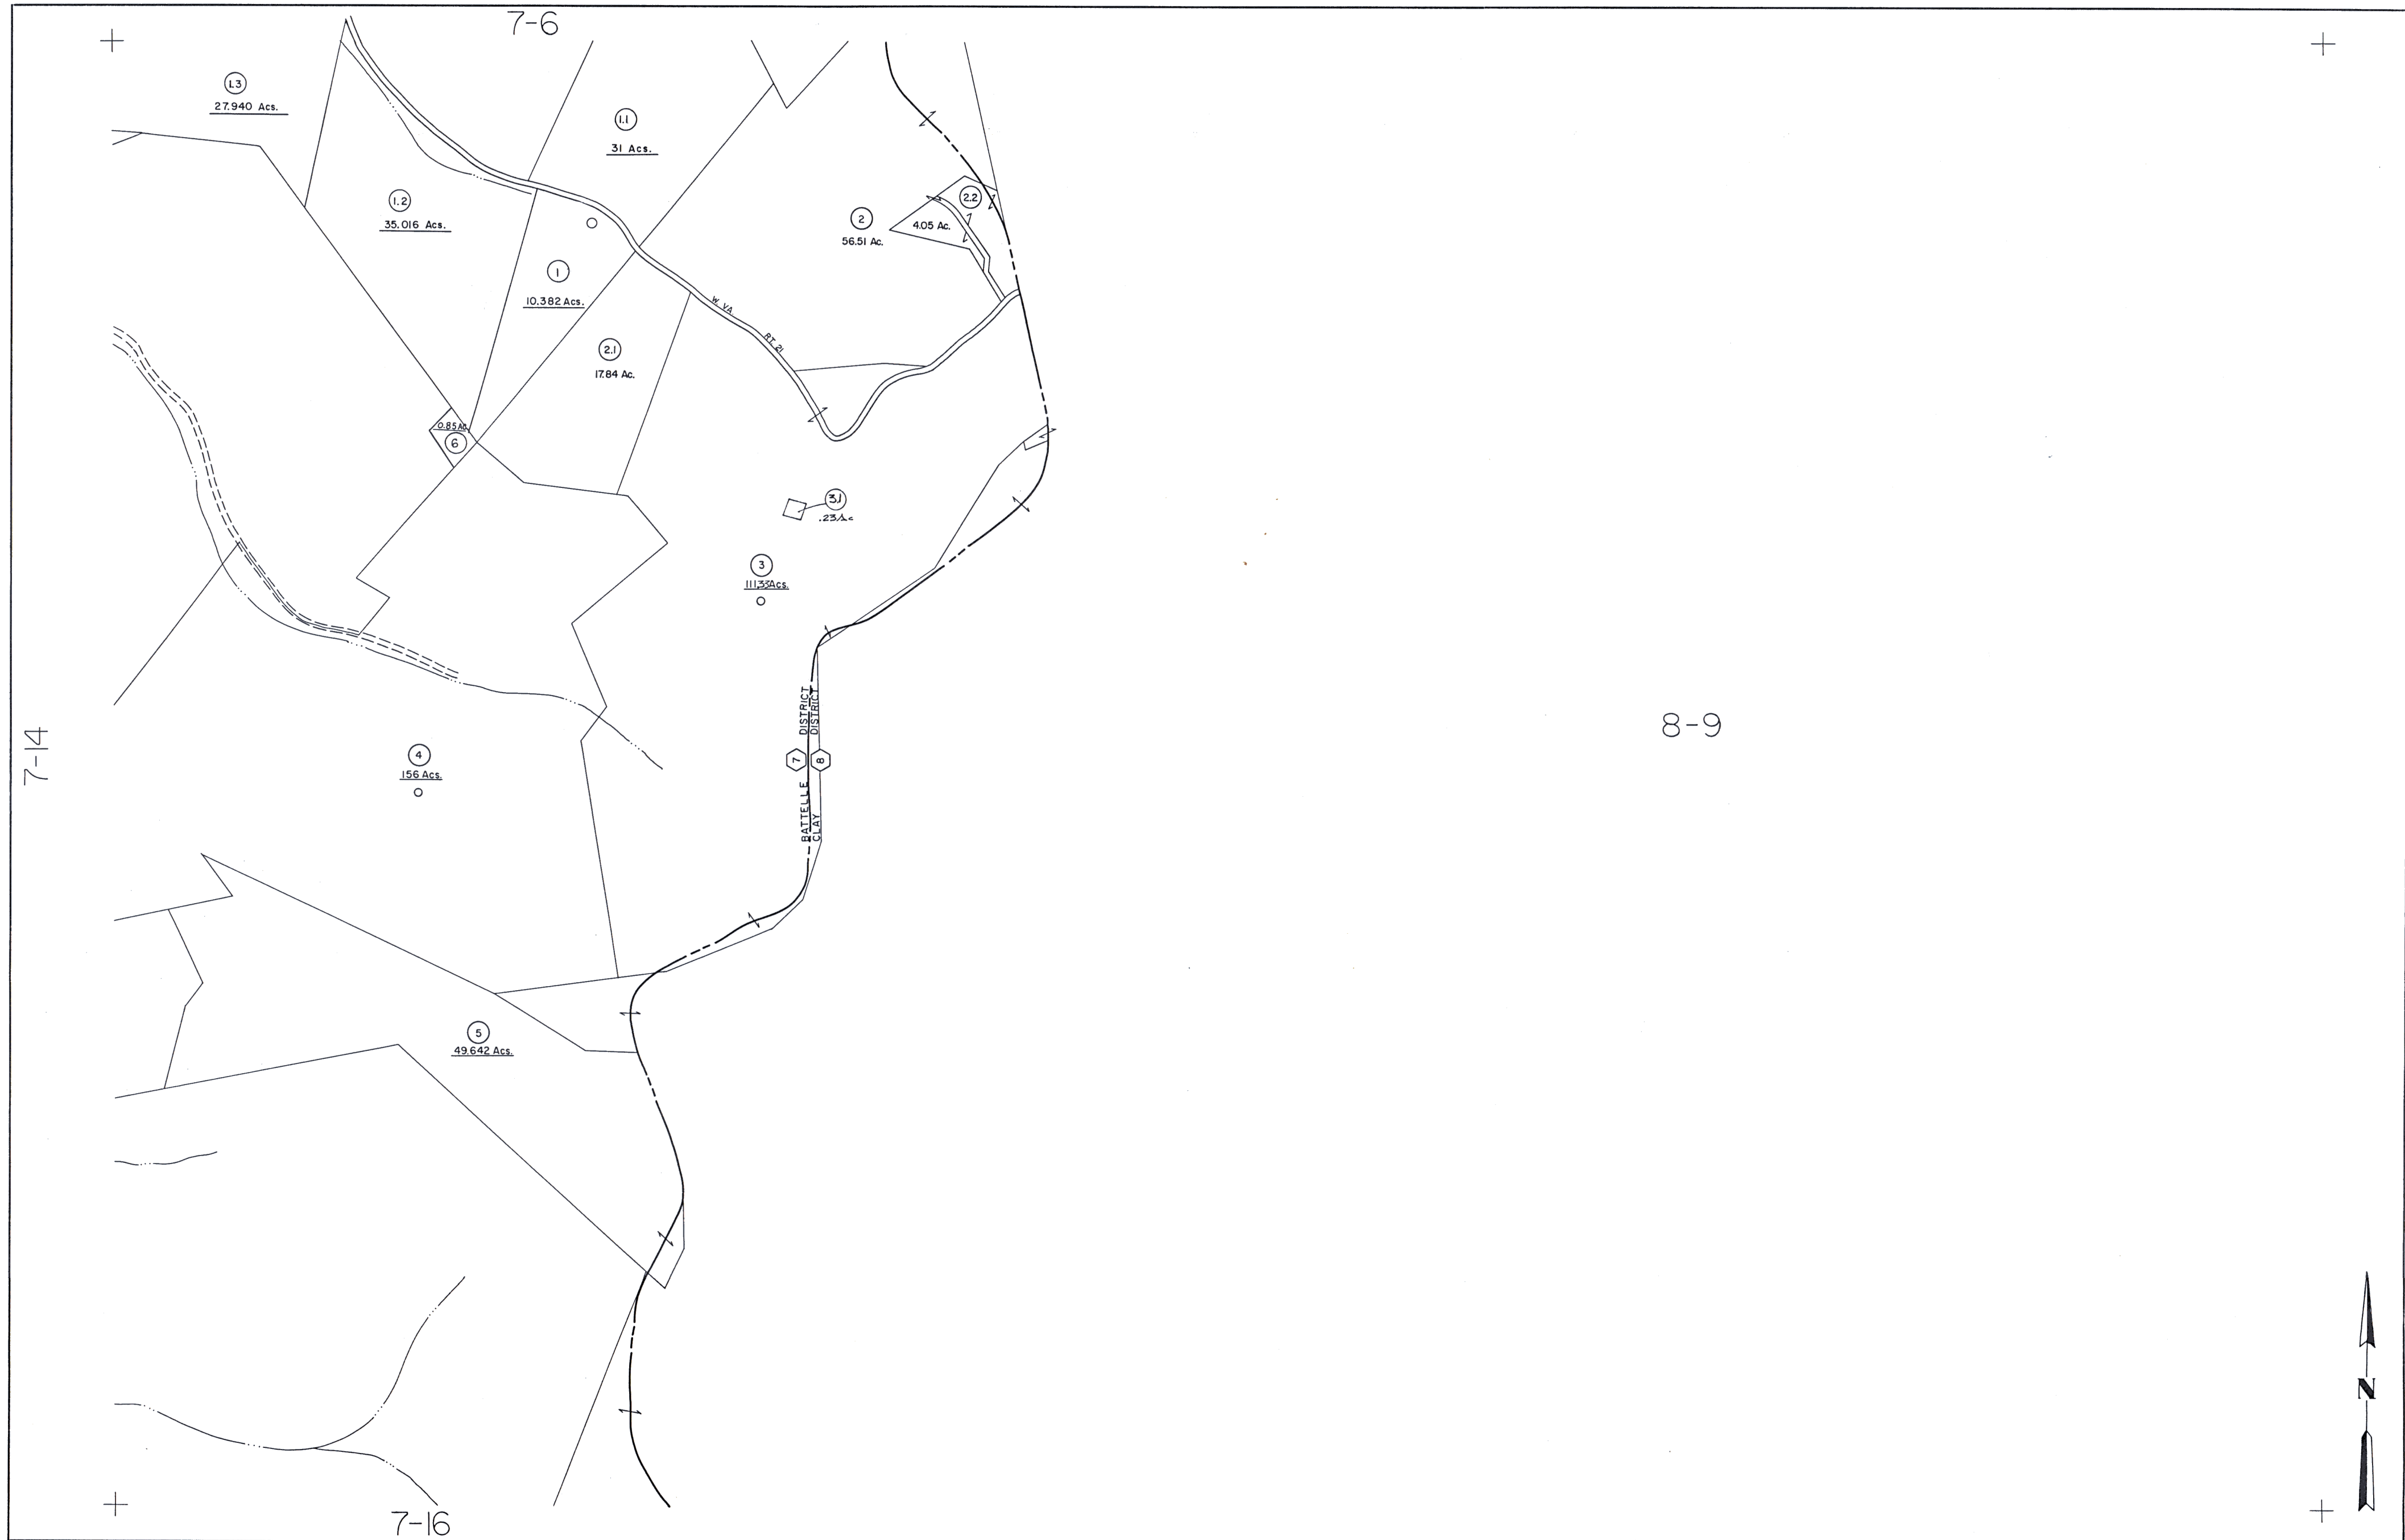 7-6
1.3
27.940 Acs.
1.1
31 Acs.
1.2
35.016 Acs.
2
56.51 Ac.
2.2
4.05 Ac.
1
10.382 Acs.
W. VA.
RT. 21
2.1
17.84 Ac.
0.85 Ac.
6
3.1
.23 Ac
3
111.33 Acs.
BATTELLE 7 DISTRICT
CLAY 8 DISTRICT
8-9
7-14
4
156 Acs.
5
49.642 Acs.
N
7-16